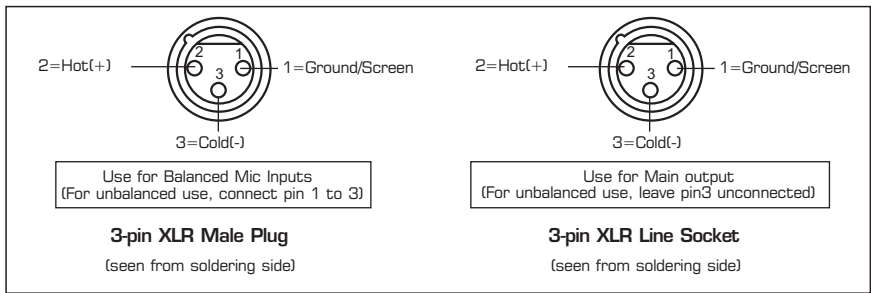 2
1
3
2=Hot(+)
1=Ground/Screen
3=Cold(-)
Use for Balanced Mic Inputs
(For unbalanced use, connect pin 1 to 3)
3-pin XLR Male Plug
(seen from soldering side)
2
1
3
2=Hot(+)
1=Ground/Screen
3=Cold(-)
Use for Main output
(For unbalanced use, leave pin3 unconnected)
3-pin XLR Line Socket
(seen from soldering side)